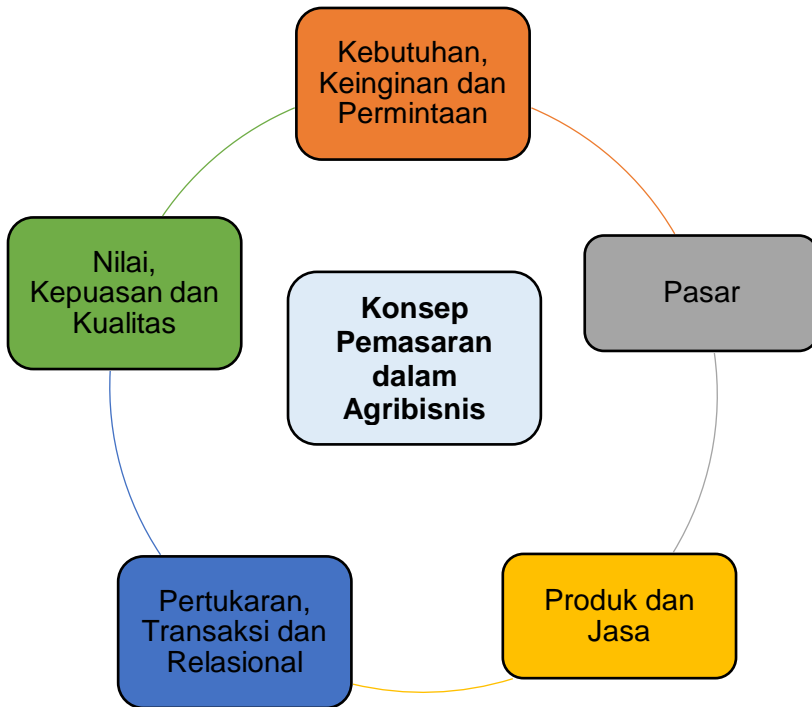 Kebutuhan,
Keinginan dan
Permintaan
Nilai,
Kepuasan dan
Kualitas
Pasar
Konsep
Pemasaran
dalam
Agribisnis
Pertukaran,
Transaksi dan
Relasional
Produk dan
Jasa